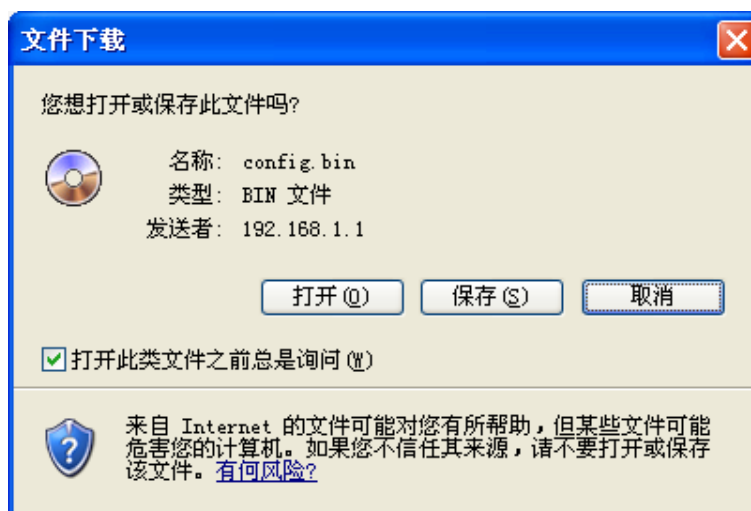 文件下载
您想打开或保存此文件吗?
名称: config.bin
类型: BIN 文件
发送者: 192.168.1.1
打开(O) 保存(S) 取消
打开此类文件之前总是询问(W)
来自 Internet 的文件可能对您有所帮助，但某些文件可能
危害您的计算机。如果您不信任其来源，请不要打开或保存
该文件。有何风险?